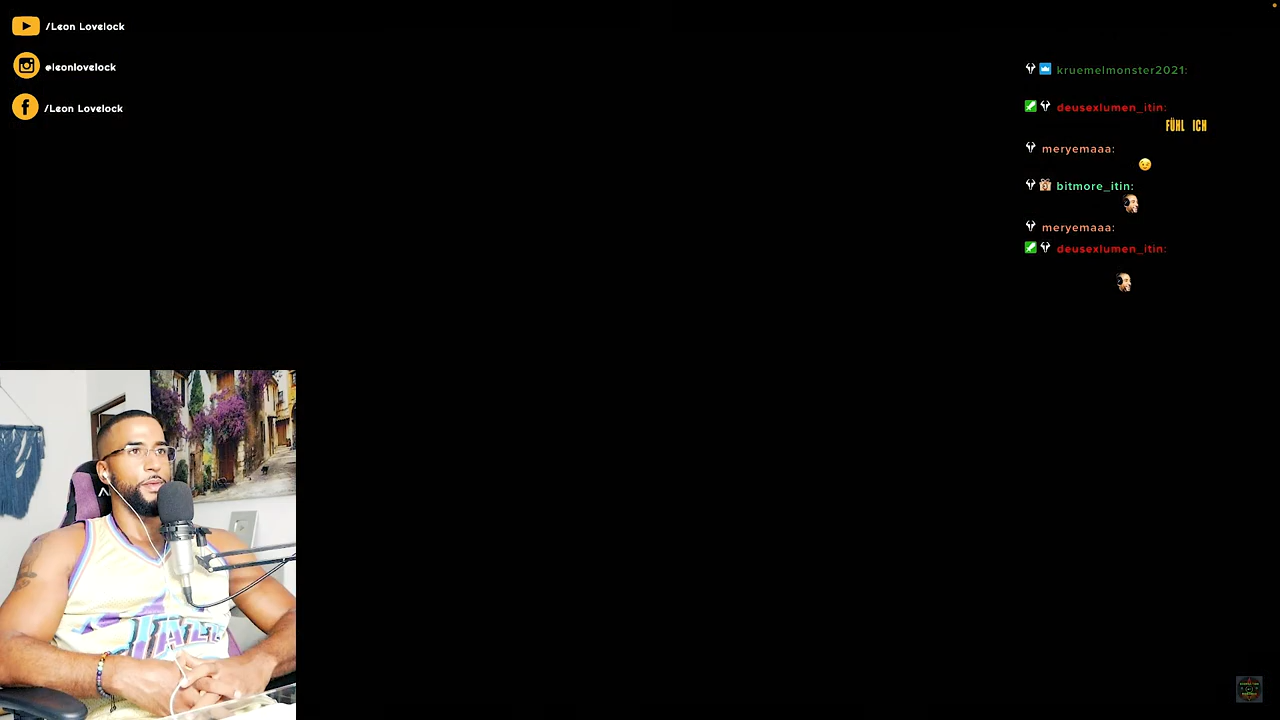 /Leon Lovelock
@leonlovelock
/Leon Lovelock
kruemelmonster2021:
deusexlumen_itin:
FÜHL ICH
meryemaaa:
bitmore_itin:
meryemaaa:
deusexlumen_itin: